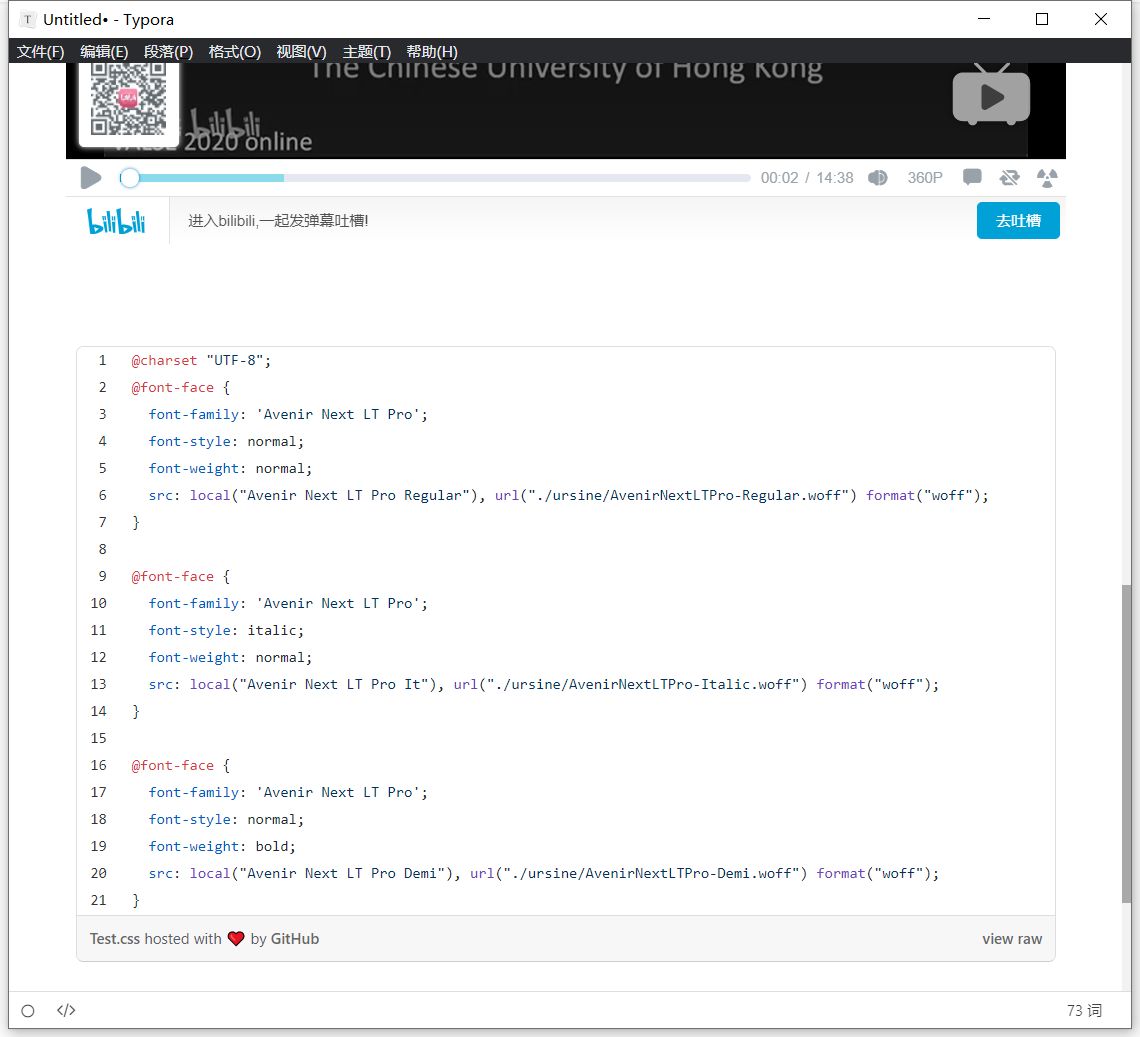 Untitled• - Typora
文件(F) 编辑(E) 段落(P) 格式(O) 视图(V) 主题(T) 帮助(H)
The Chinese University of Hong Kong
bilibili
VALSE 2020 online
00:02 / 14:38 360P
bilibili 进入bilibili,一起发弹幕吐槽! 去吐槽
1 @charset "UTF-8";
2 @font-face {
3 font-family: 'Avenir Next LT Pro';
4 font-style: normal;
5 font-weight: normal;
6 src: local("Avenir Next LT Pro Regular"), url("./ursine/AvenirNextLTPro-Regular.woff") format("woff");
7 }
8
9 @font-face {
10 font-family: 'Avenir Next LT Pro';
11 font-style: italic;
12 font-weight: normal;
13 src: local("Avenir Next LT Pro It"), url("./ursine/AvenirNextLTPro-Italic.woff") format("woff");
14 }
15
16 @font-face {
17 font-family: 'Avenir Next LT Pro';
18 font-style: normal;
19 font-weight: bold;
20 src: local("Avenir Next LT Pro Demi"), url("./ursine/AvenirNextLTPro-Demi.woff") format("woff");
21 }
Test.css hosted with ❤ by GitHub view raw
</> 73 词